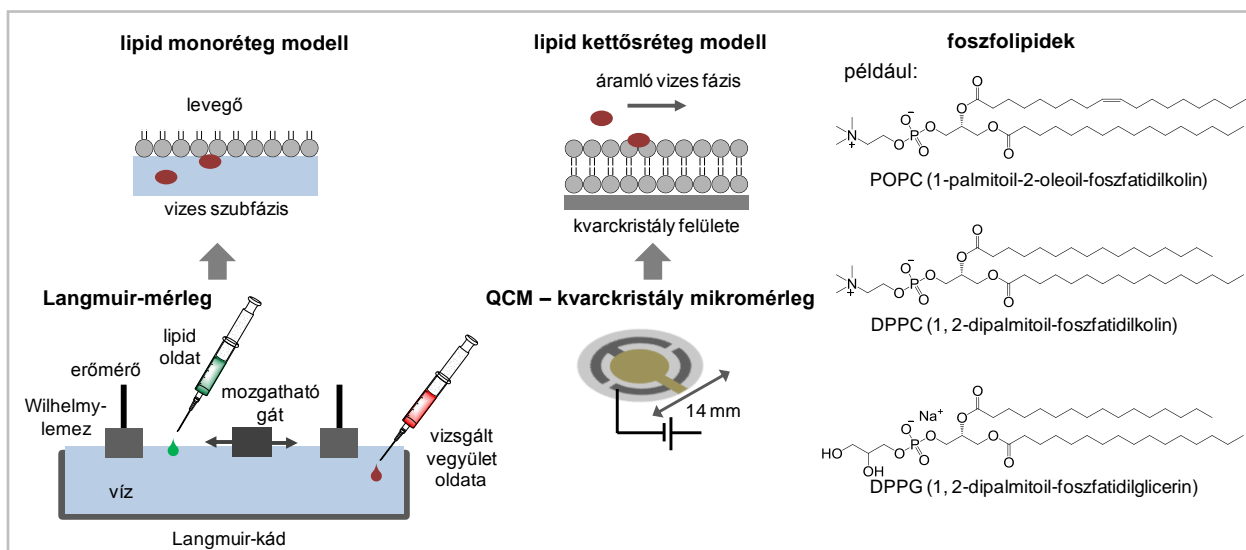 lipid monoréteg modell
levegő
vizes szubfázis
Langmuir-mérleg
lipid
oldat
erőmérő
Wilhelmy-
lemez
mozgatható
gát
víz
vizsgált
vegyület
oldata
Langmuir-kád
lipid kettősréteg modell
áramló vizes fázis
kvarckristály felülete
QCM – kvarckristály mikromérleg
14 mm
foszfolipidek
például:
O
O
O⁻
N
+
O
P
O
O
O
O
POPC (1-palmitoil-2-oleoil-foszfatidilkolin)
O
O
O⁻
N
+
O
P
O
O
O
O
DPPC (1, 2-dipalmitoil-foszfatidilkolin)
O
O⁻ Na⁺
O
HO
OH
O
P
O
O
O
O
DPPG (1, 2-dipalmitoil-foszfatidilglicerin)